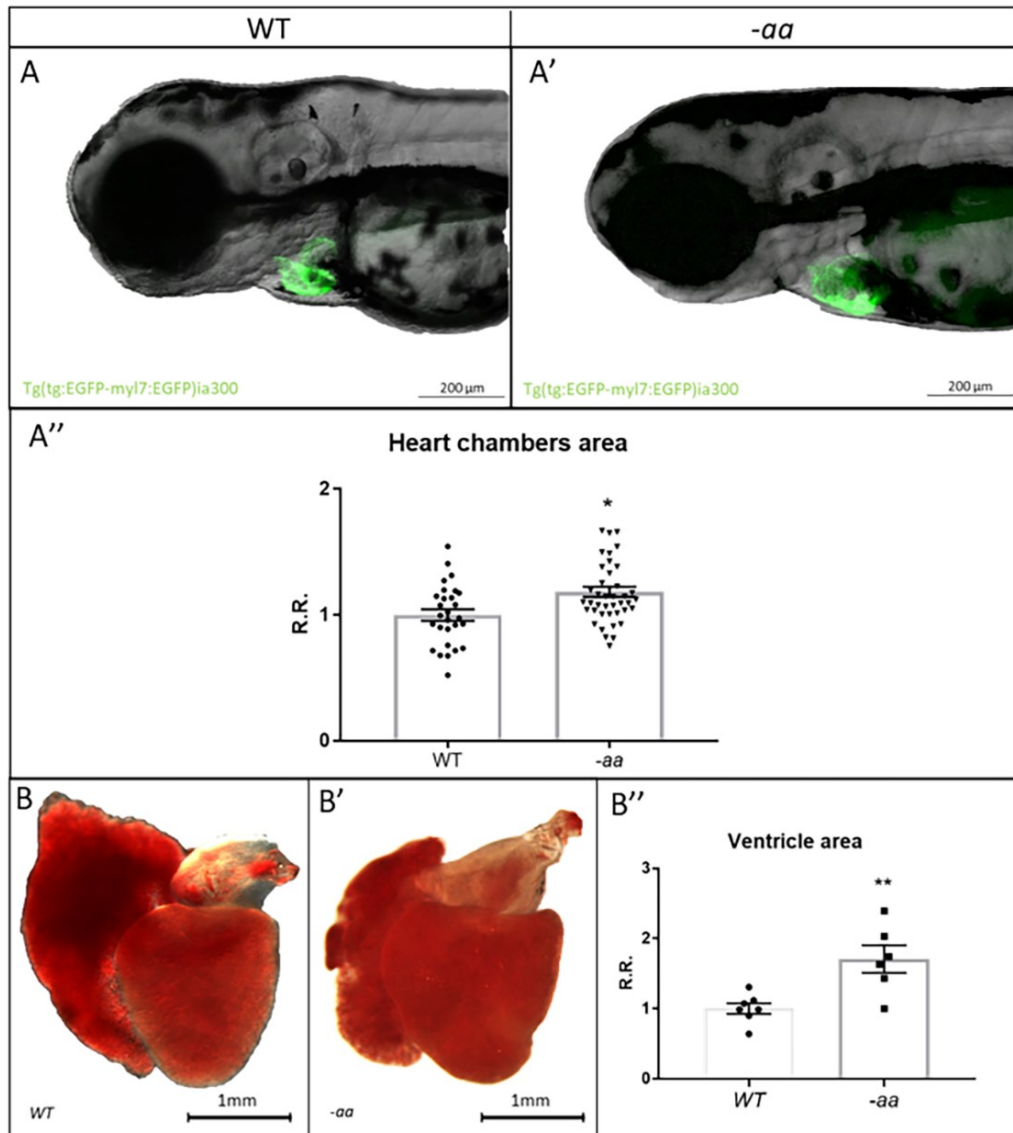 WT
-aa
A
A'
Tg(tg:EGFP-myl7:EGFP)ia300
200 µm
Tg(tg:EGFP-myl7:EGFP)ia300
200 µm
A''
Heart chambers area
2
*
R.R.
1
0
WT
-aa
B
B'
B''
Ventricle area
3
**
R.R.
2
1
0
WT
1mm
-aa
1mm
WT
-aa